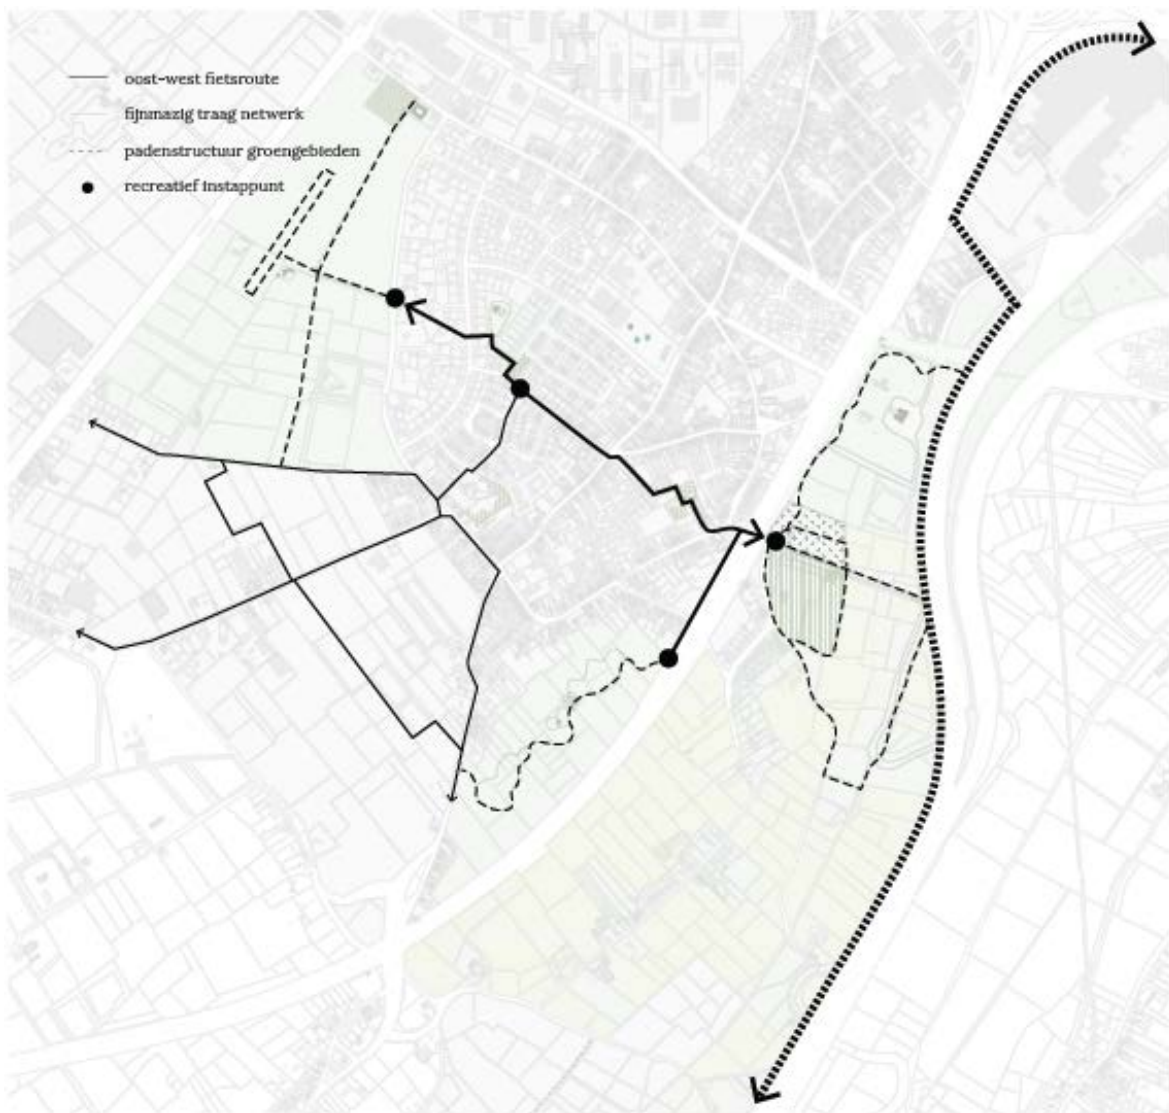 oost-west fietsroute
fijnmazig traag netwerk
padenstructuur groengebieden
recreatief instappunt